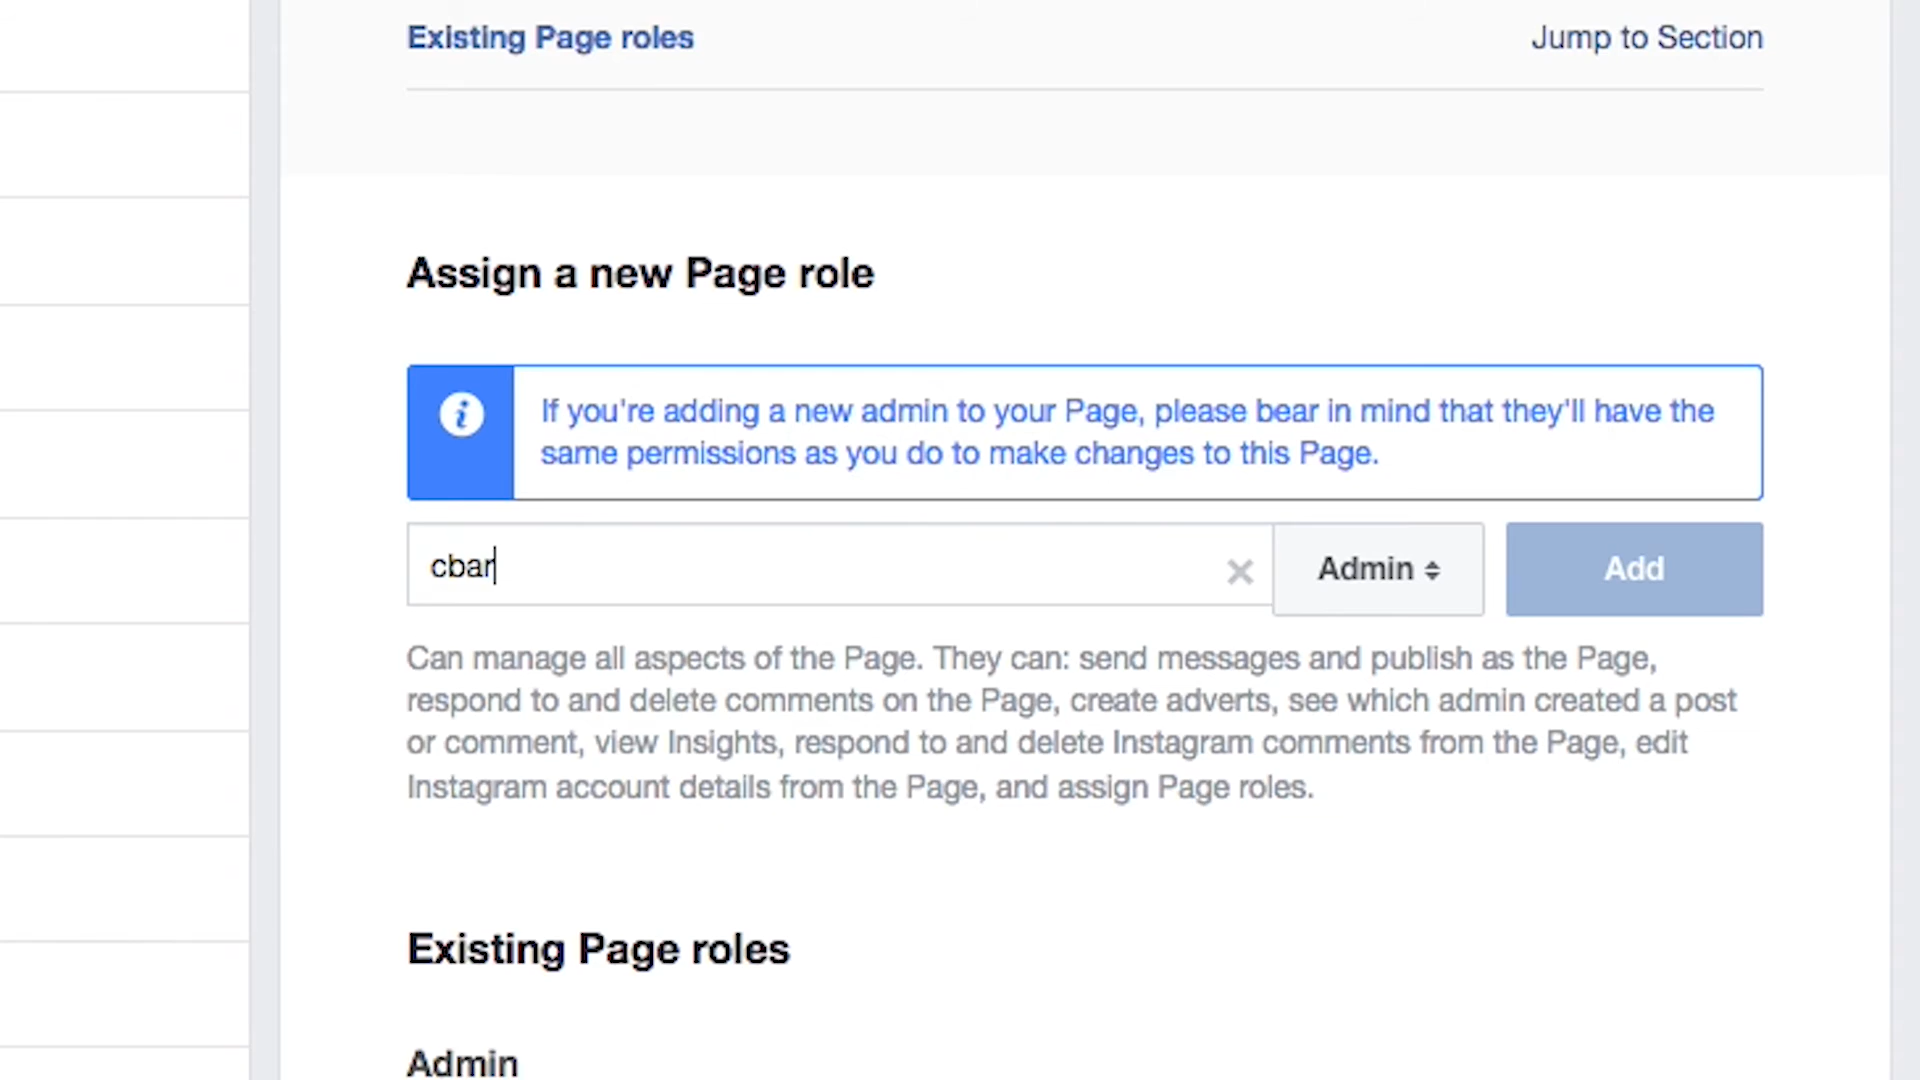 Existing Page roles
Jump to Section
Assign a new Page role
If you're adding a new admin to your Page, please bear in mind that they'll have the
same permissions as you do to make changes to this Page.
cbar
Admin
Add
Can manage all aspects of the Page. They can: send messages and publish as the Page,
respond to and delete comments on the Page, create adverts, see which admin created a post
or comment, view Insights, respond to and delete Instagram comments from the Page, edit
Instagram account details from the Page, and assign Page roles.
Existing Page roles
Admin